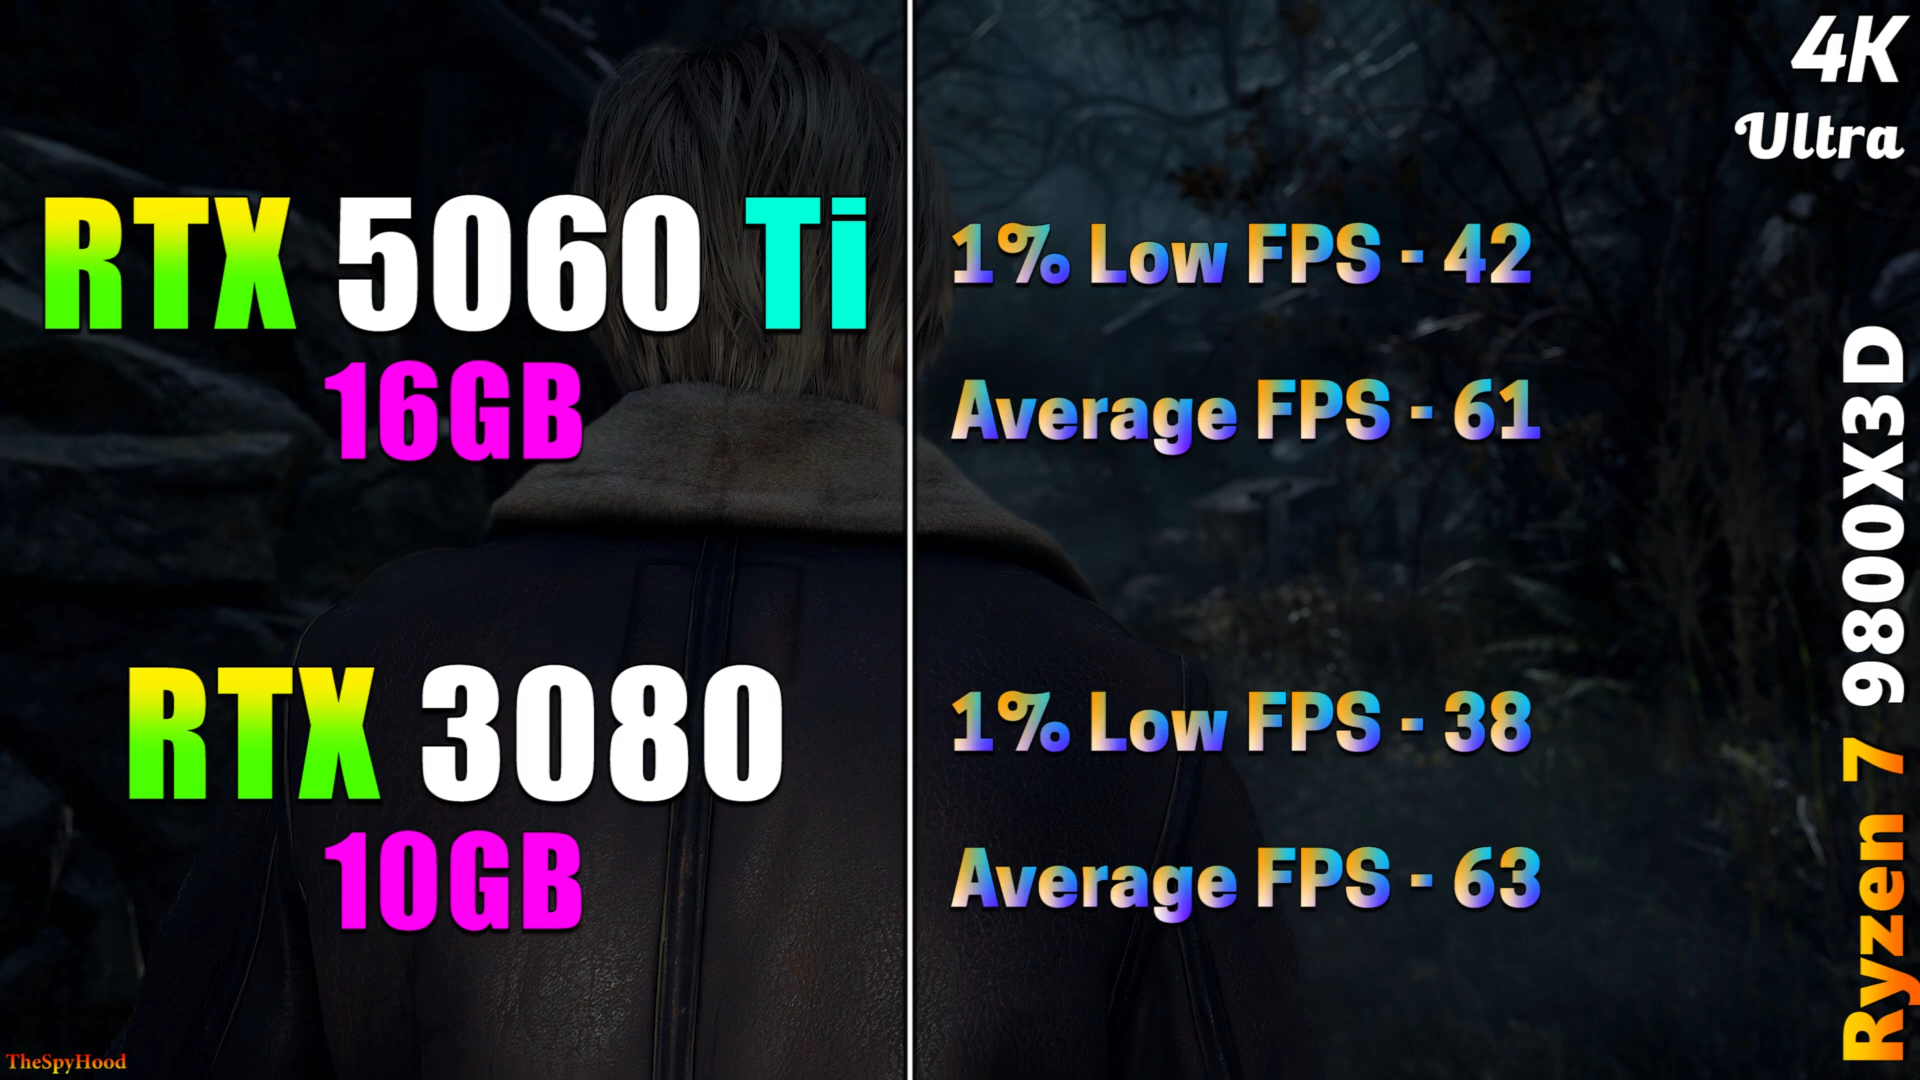 4K
Ultra
RTX 5060 Ti
16GB
1% Low FPS - 42
Average FPS - 61
RTX 3080
10GB
1% Low FPS - 38
Average FPS - 63
Ryzen 7 9800X3D
TheSpyHood